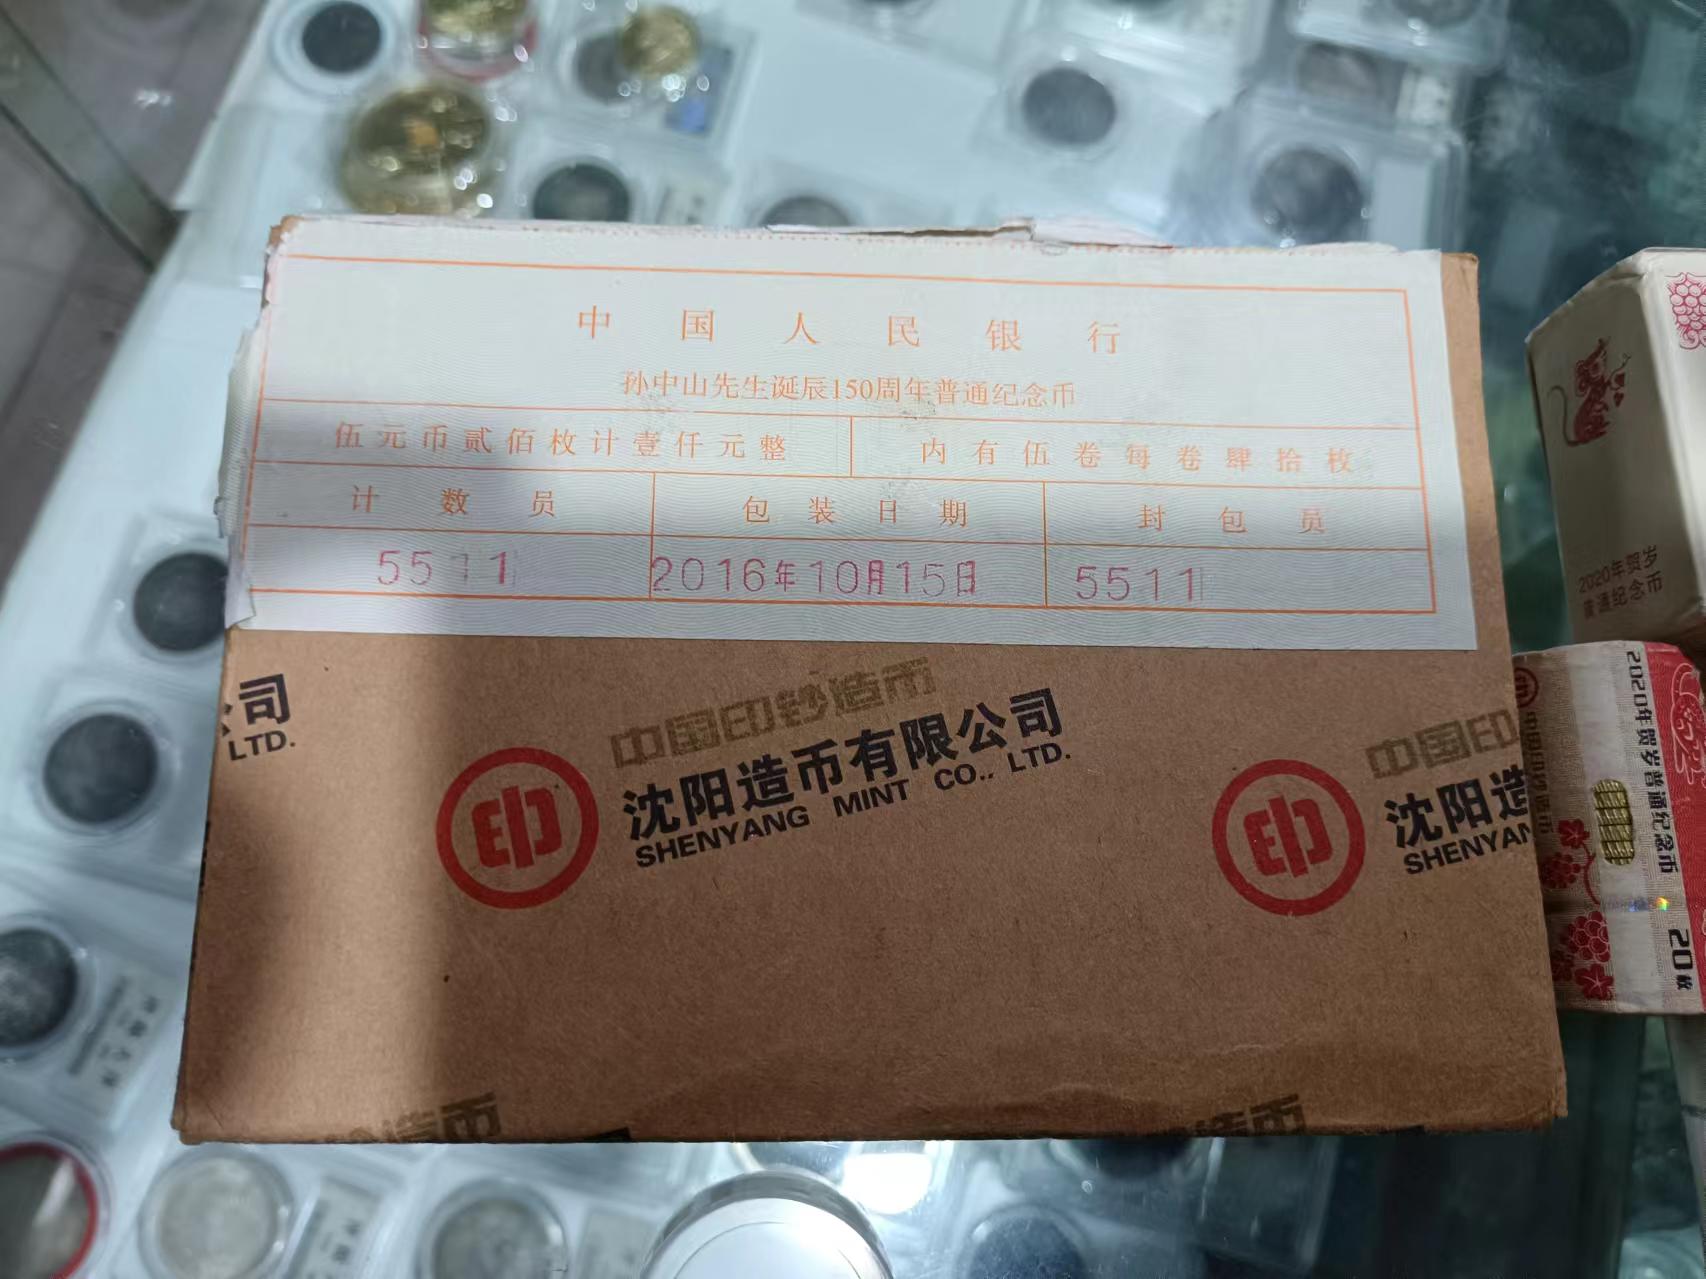 中国人民银行
孙中山先生诞辰150周年普通纪念币
伍元币贰佰枚计壹仟元整
内有伍卷每卷肆拾枚
计数员
包装日期
封包员
5511
2016年10月15日
5511
公司
LTD.
中国印钞造币
沈阳造币有限公司
SHENYANG MINT CO., LTD.
中国印
沈阳造
SHENYAN
钞造币
造币
2020年贺岁
普通纪念币
2020年贺岁普通纪念币
20枚